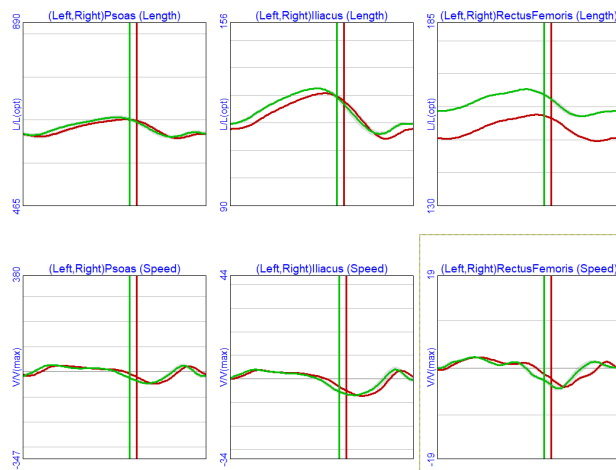 (Left,Right)Psoas (Length)
890
L/L(opt)
465
(Left,Right)Iliacus (Length)
156
L/L(opt)
90
(Left,Right)RectusFemoris (Length)
185
L/L(opt)
130
(Left,Right)Psoas (Speed)
380
V/V(max)
-347
(Left,Right)Iliacus (Speed)
44
V/V(max)
-34
(Left,Right)RectusFemoris (Speed)
19
V/V(max)
-19